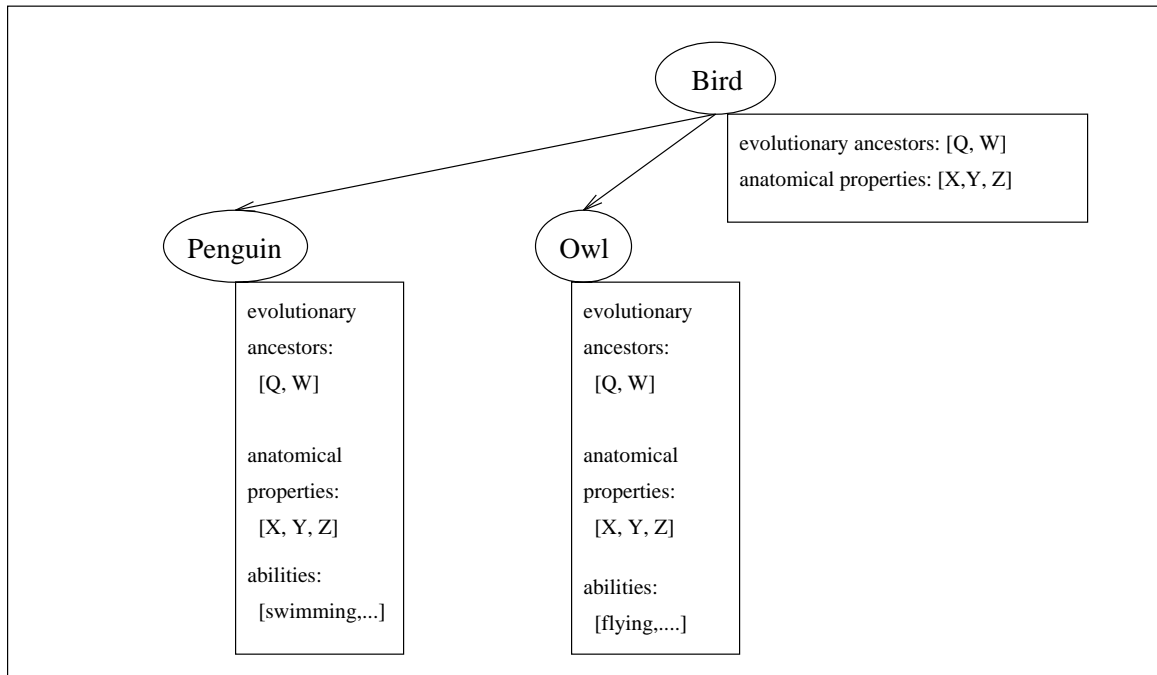 Bird
evolutionary ancestors: [Q, W]
anatomical properties: [X,Y, Z]
Penguin
evolutionary
ancestors:
[Q, W]
anatomical
properties:
[X, Y, Z]
abilities:
[swimming,...]
Owl
evolutionary
ancestors:
[Q, W]
anatomical
properties:
[X, Y, Z]
abilities:
[flying,....]